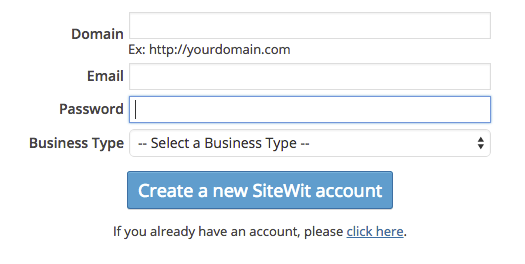 Domain
Ex: http://yourdomain.com
Email
Password
Business Type -- Select a Business Type --
Create a new SiteWit account
If you already have an account, please click here.